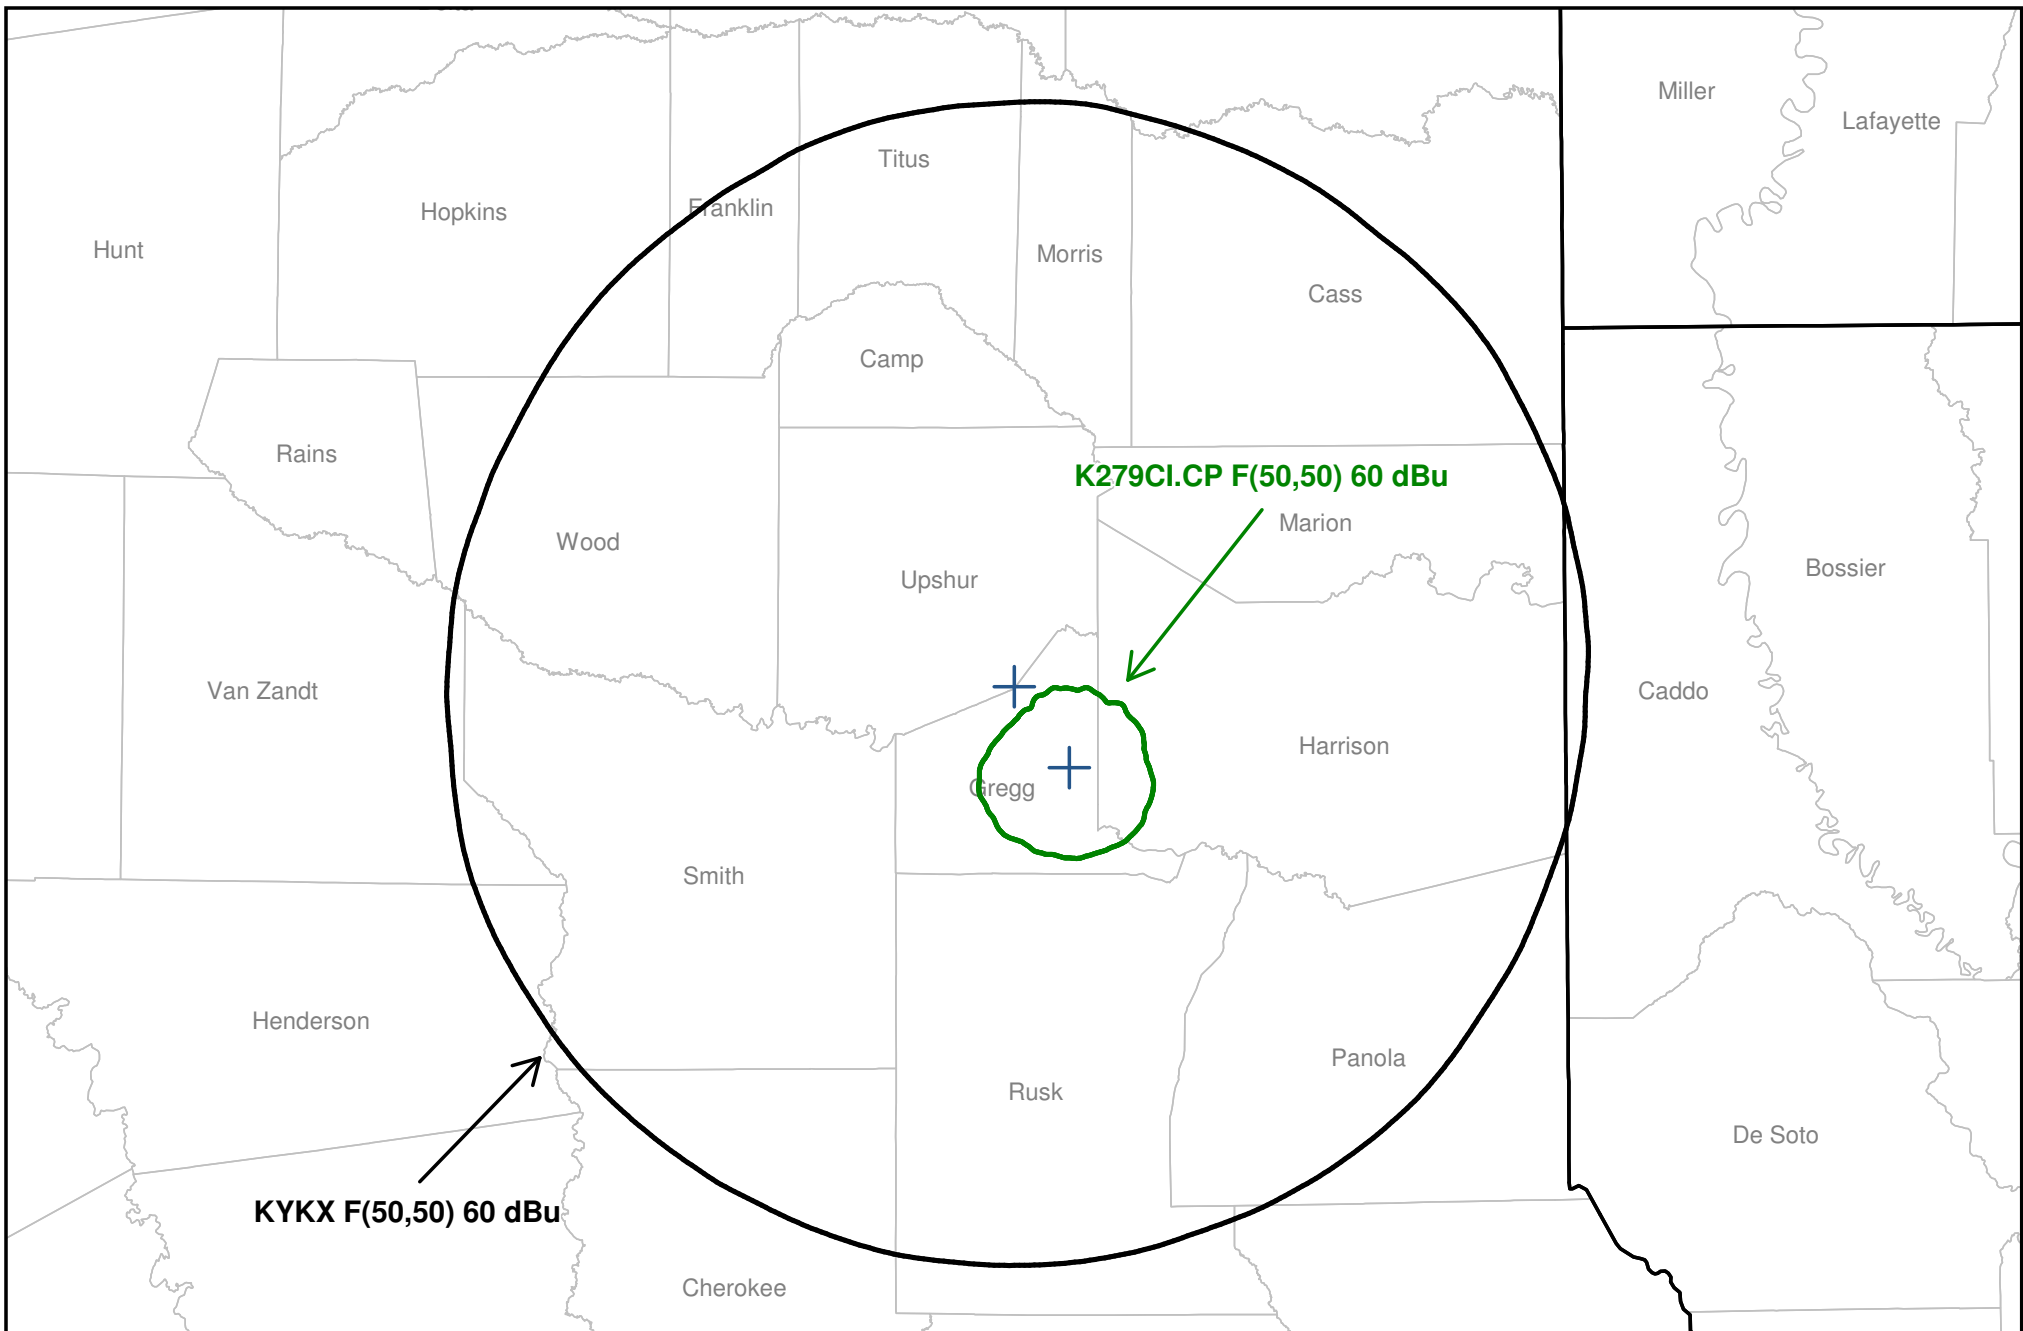 Miller
Lafayette
Titus
Franklin
Hopkins
Hunt
Morris
Cass
Camp
Rains
K279CI.CP F(50,50) 60 dBu
Marion
Wood
Bossier
Upshur
Van Zandt
Caddo
Harrison
Gregg
Smith
Henderson
Panola
Rusk
De Soto
KYKX F(50,50) 60 dBu
Cherokee